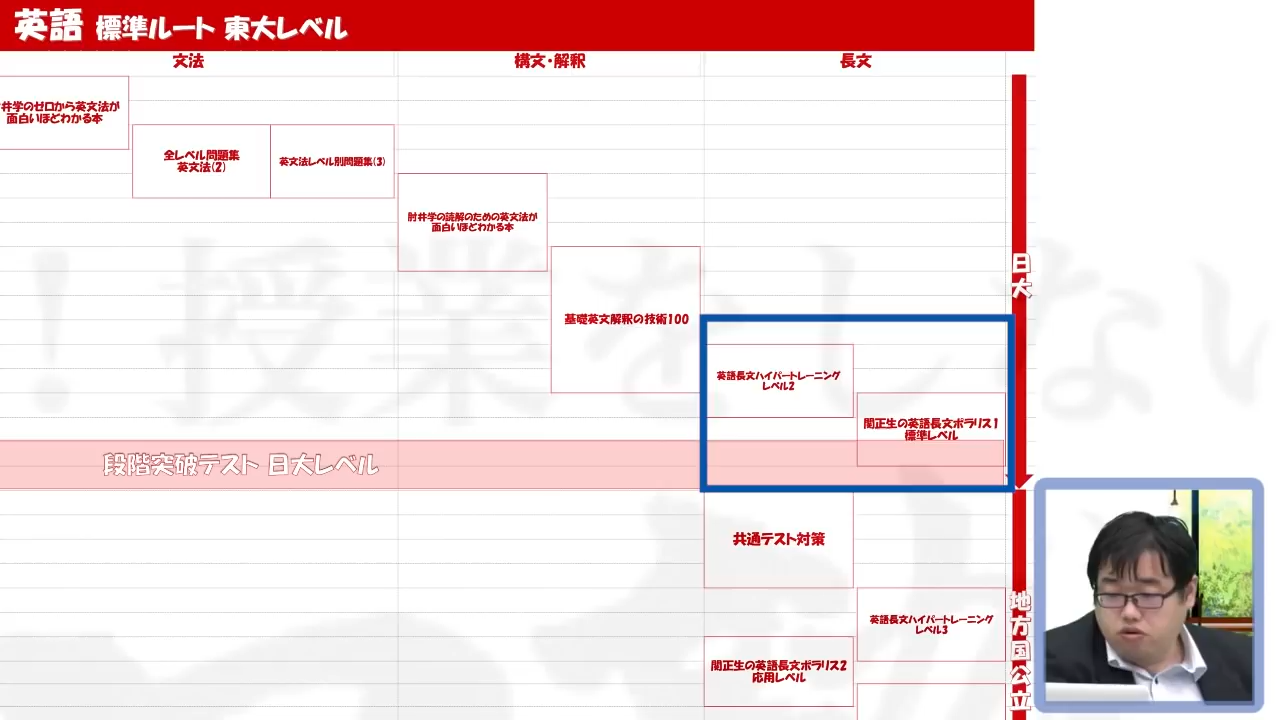 英語 標準ルート 東大レベル
文法
構文・解釈
長文
井学のゼロから英文法が
面白いほどわかる本
全レベル問題集
英文法(2)
英文法レベル別問題集(3)
肘井学の読解のための英文法が
面白いほどわかる本
基礎英文解釈の技術100
日大
英語長文ハイパートレーニング
レベル2
関正生の英語長文ポラリス1
標準レベル
段階突破テスト 日大レベル
共通テスト対策
地方国公立
英語長文ハイパートレーニング
レベル3
関正生の英語長文ポラリス2
応用レベル
！授業をしない